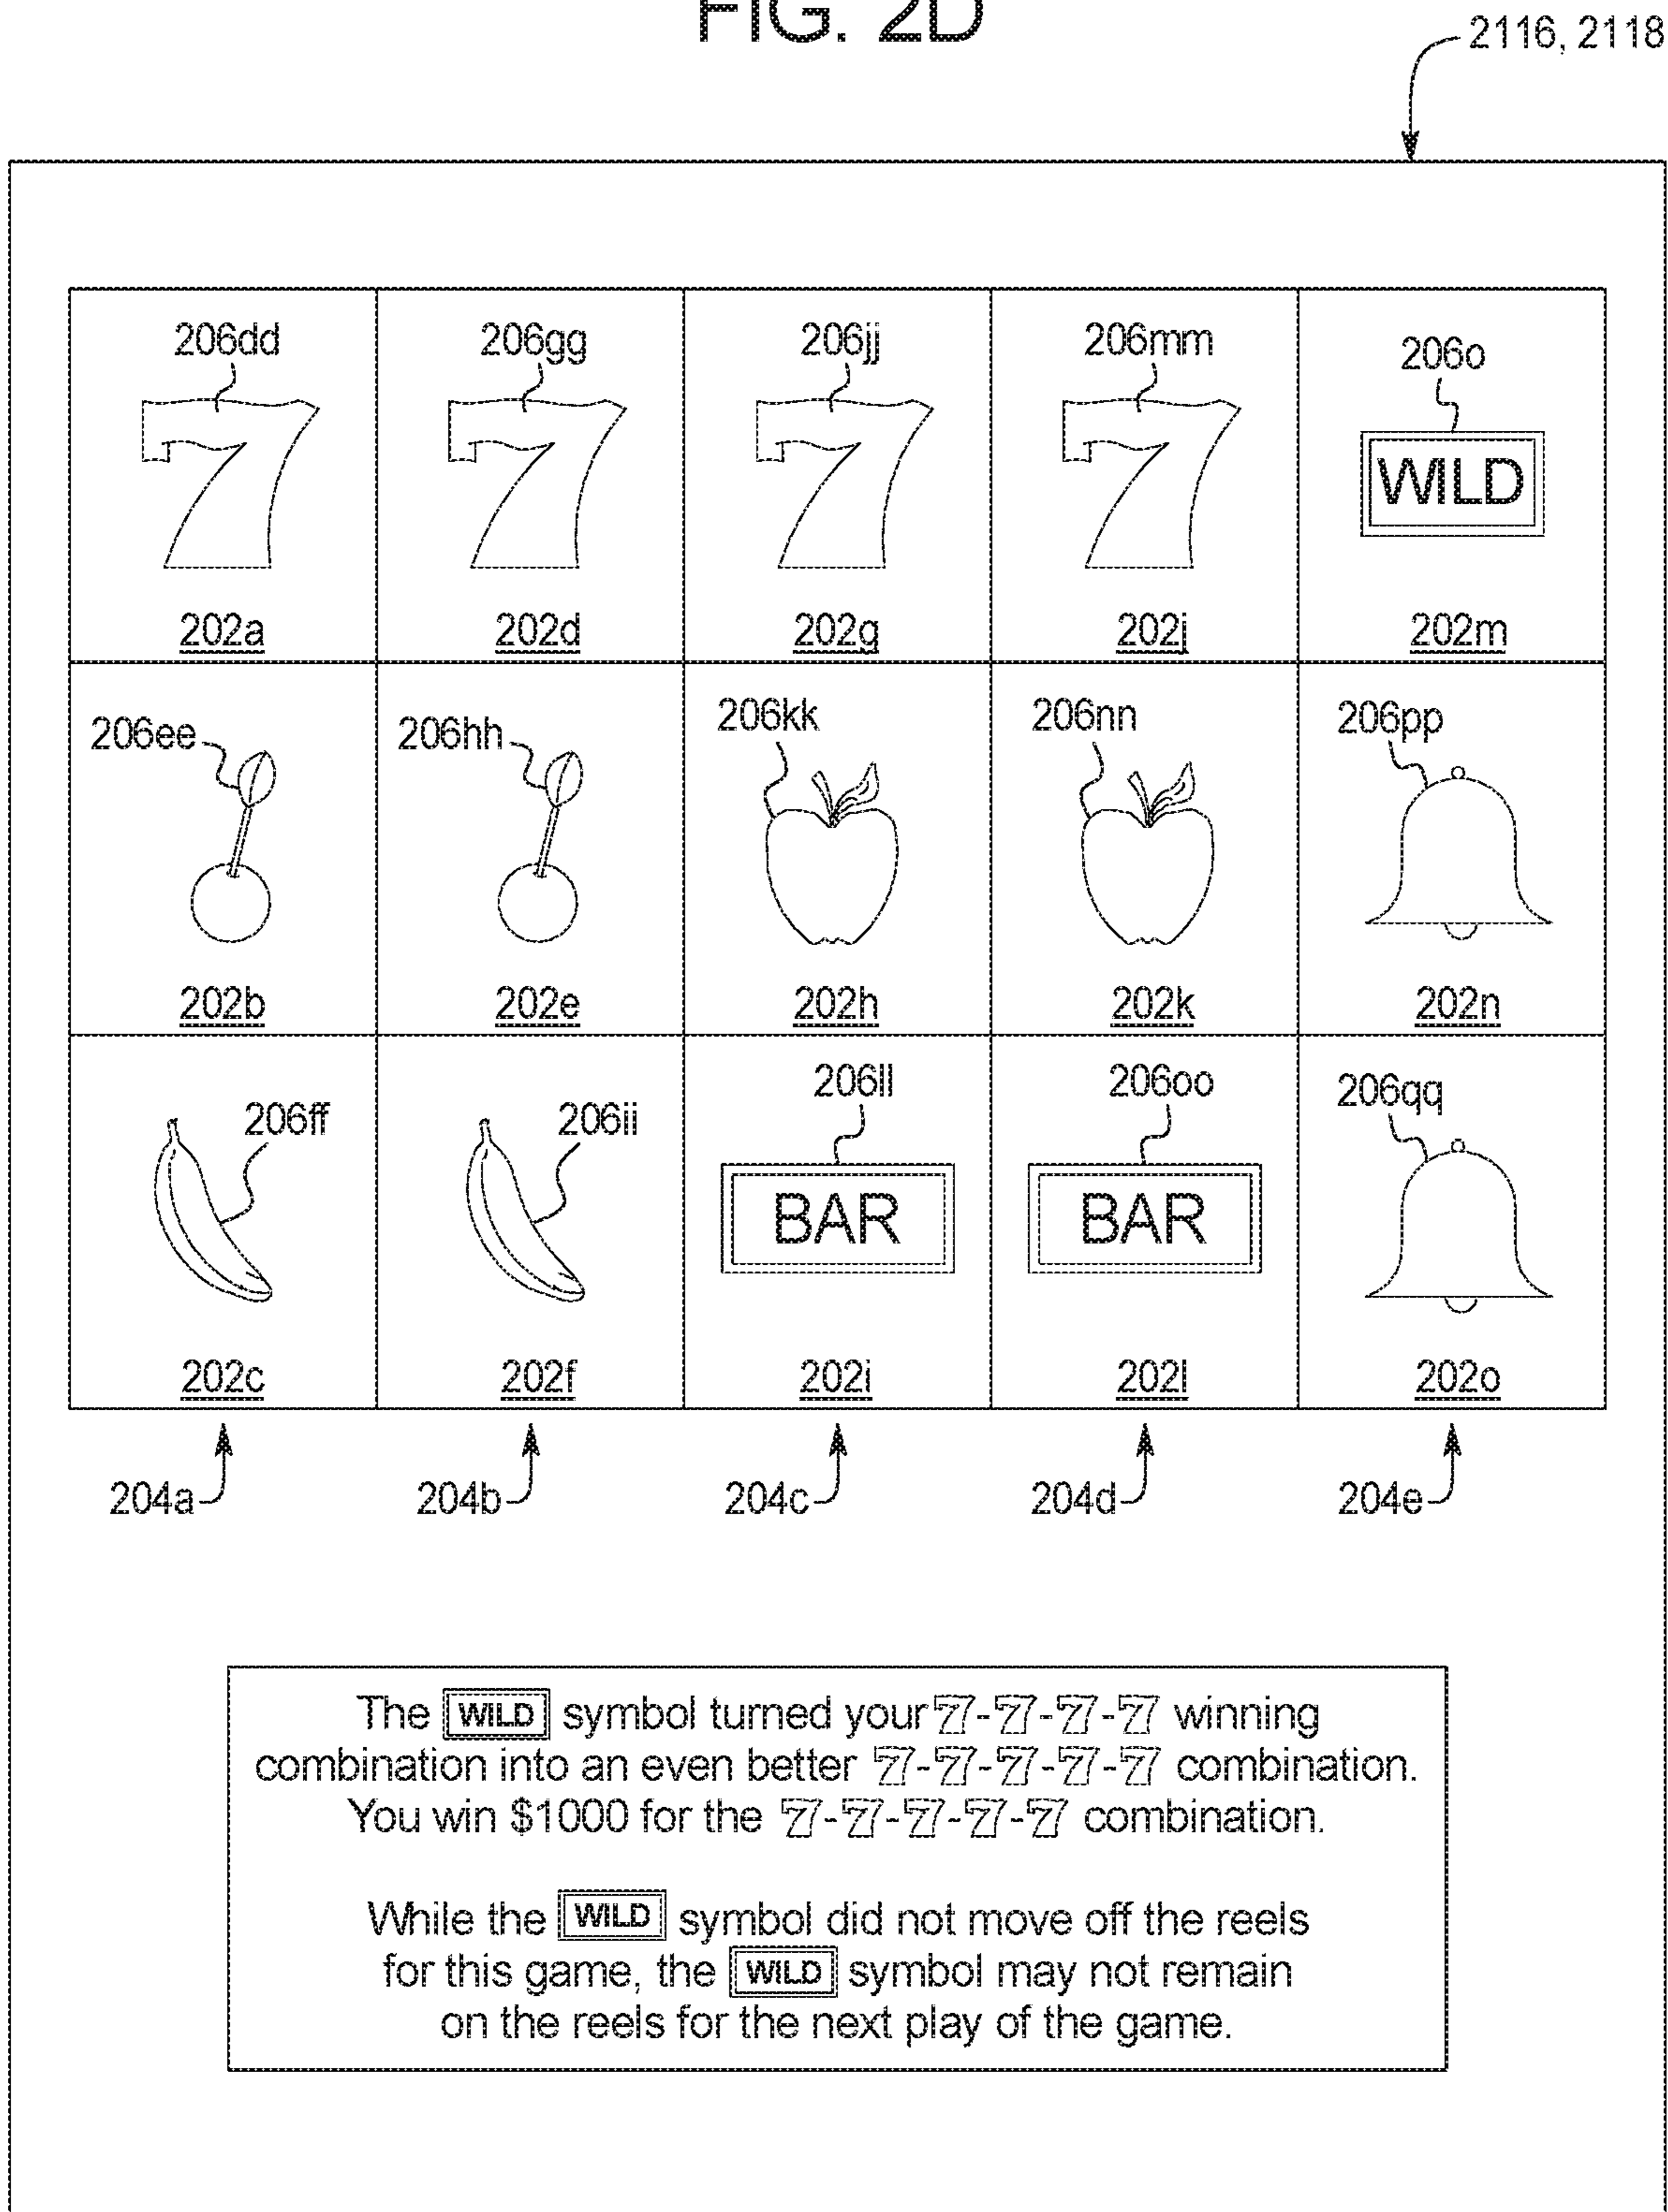 FIG. 2D
2116, 2118
206dd 206gg 206jj 206mm 206o
7 7 7 7 WILD
202a 202d 202g 202j 202m
206ee 206hh 206kk 206nn 206pp
202b 202e 202h 202k 202n
206ff 206ii 206ll 206oo 206qq
BAR BAR
202c 202f 202i 202l 202o
204a 204b 204c 204d 204e
The WILD symbol turned your 7-7-7-7 winning
combination into an even better 7-7-7-7-7 combination.
You win $1000 for the 7-7-7-7-7 combination.
While the WILD symbol did not move off the reels
for this game, the WILD symbol may not remain
on the reels for the next play of the game.